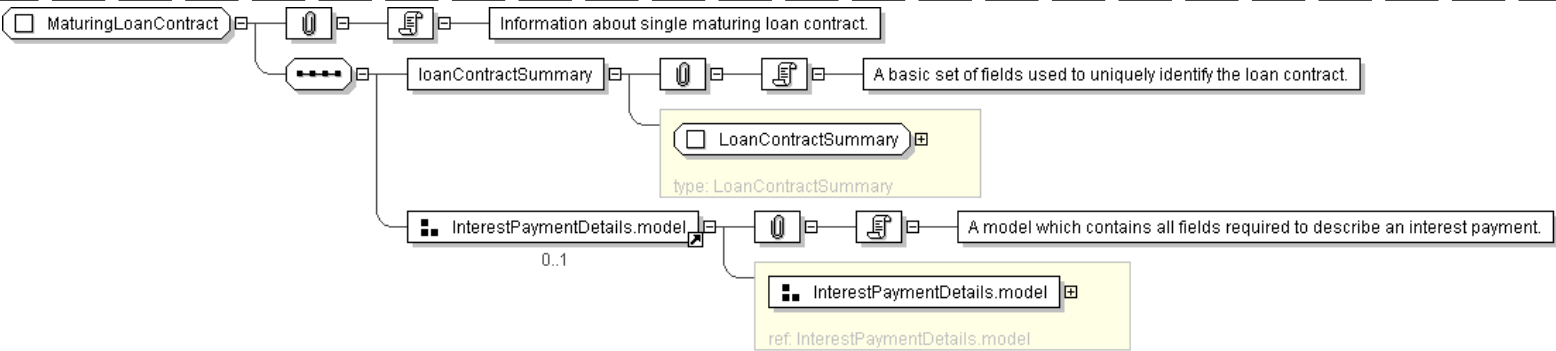 MaturingLoanContract
Information about single maturing loan contract.
loanContractSummary
A basic set of fields used to uniquely identify the loan contract.
LoanContractSummary
type: LoanContractSummary
InterestPaymentDetails.model
A model which contains all fields required to describe an interest payment.
0..1
InterestPaymentDetails.model
ref: InterestPaymentDetails.model